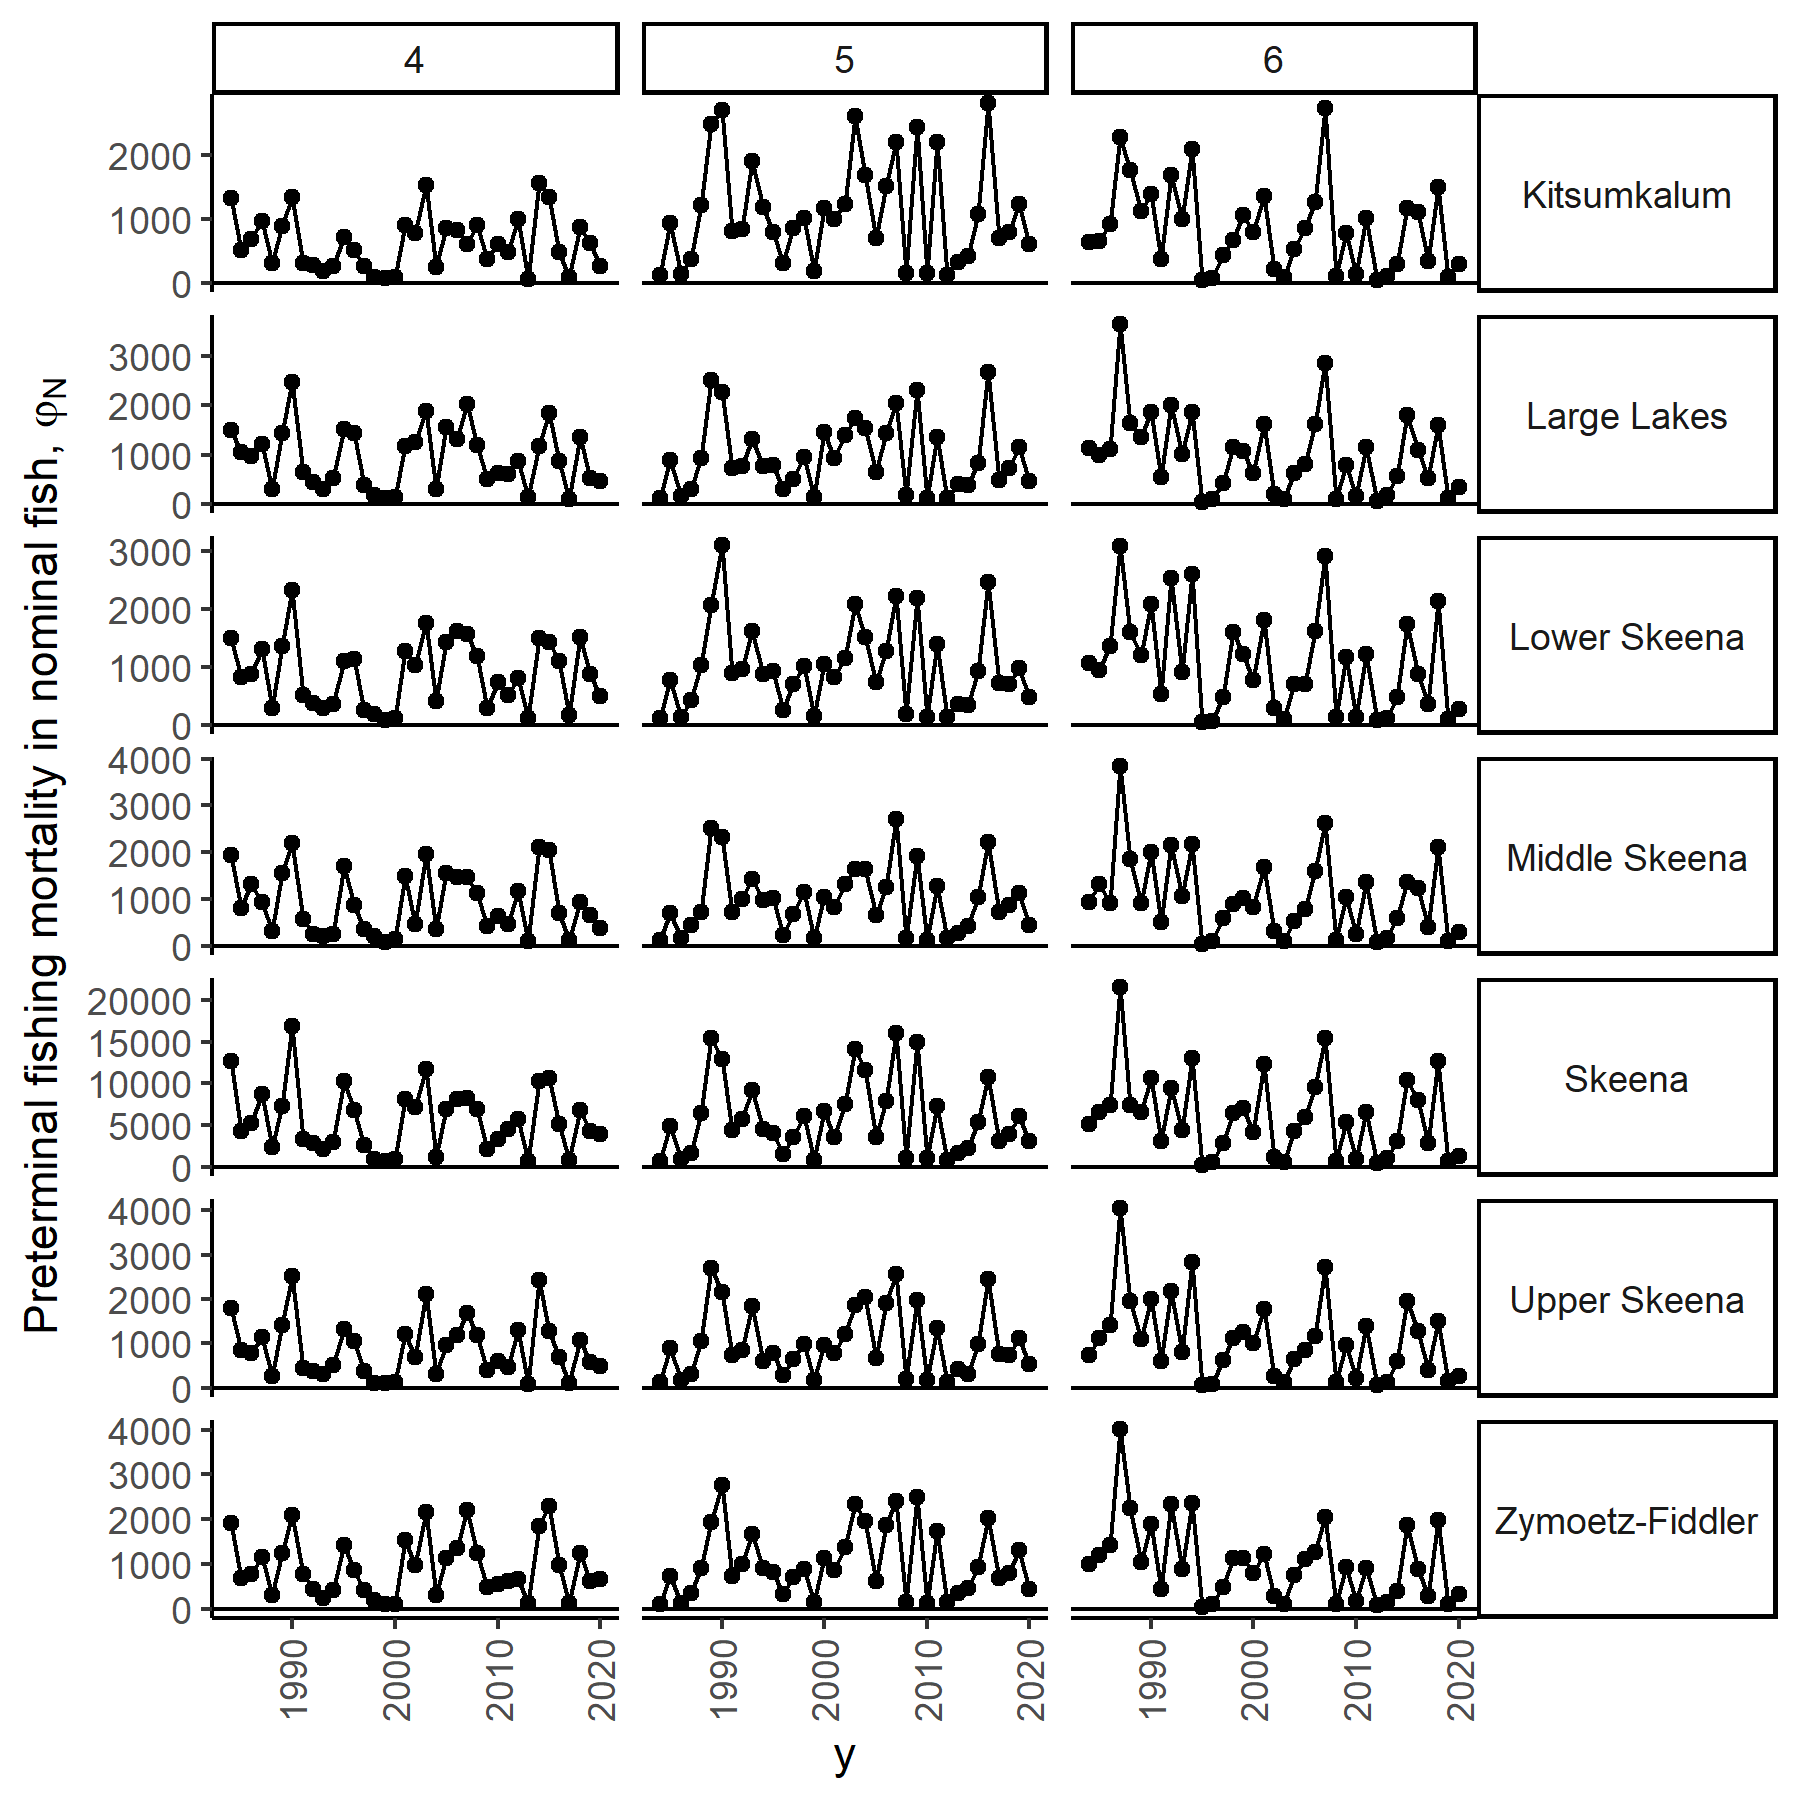 4 5 6
Preterminal fishing mortality in nominal fish, φN
2000
1000
0
Kitsumkalum
3000
2000
1000
0
Large Lakes
3000
2000
1000
0
Lower Skeena
4000
3000
2000
1000
0
Middle Skeena
20000
15000
10000
5000
0
Skeena
4000
3000
2000
1000
0
Upper Skeena
4000
3000
2000
1000
0
Zymoetz-Fiddler
1990 2000 2010 2020 1990 2000 2010 2020 1990 2000 2010 2020
y